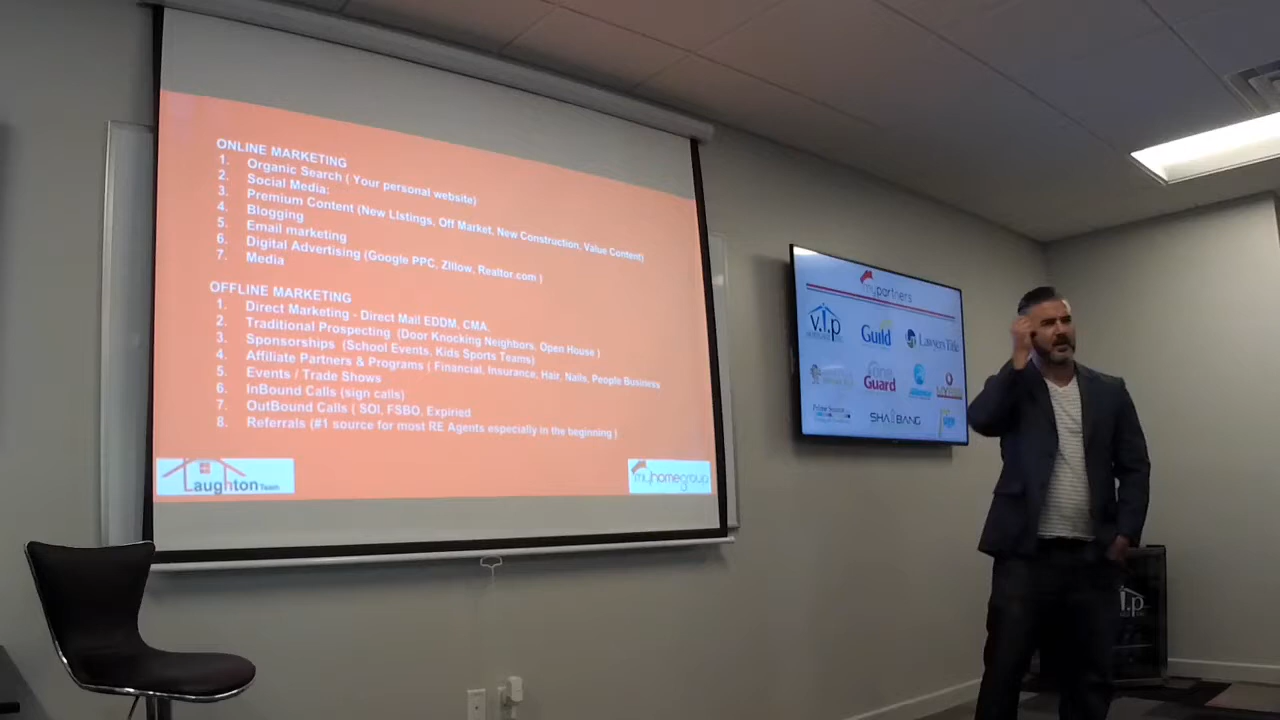 ONLINE MARKETING
1. Organic Search ( Your personal website)
2. Social Media:
3. Premium Content (New LIstings, Off Market, New Construction, Value Content)
4. Blogging
5. Email marketing
6. Digital Advertising (Google PPC, Zillow, Realtor.com )
7. Media
OFFLINE MARKETING
1. Direct Marketing - Direct Mail EDDM, CMA,
2. Traditional Prospecting (Door Knocking Neighbors, Open House )
3. Sponsorships (School Events, Kids Sports Teams)
4. Affiliate Partners & Programs ( Financial, Insurance, Hair, Nails, People Business
5. Events / Trade Shows
6. InBound Calls (sign calls)
7. OutBound Calls ( SOI, FSBO, Expiried
8. Referrals (#1 source for most RE Agents especially in the beginning )
Laughton Team
myhomegroup
mypartners
v.i.p
Guild
Lawyers Title
one Guard
SHABANG
i.p